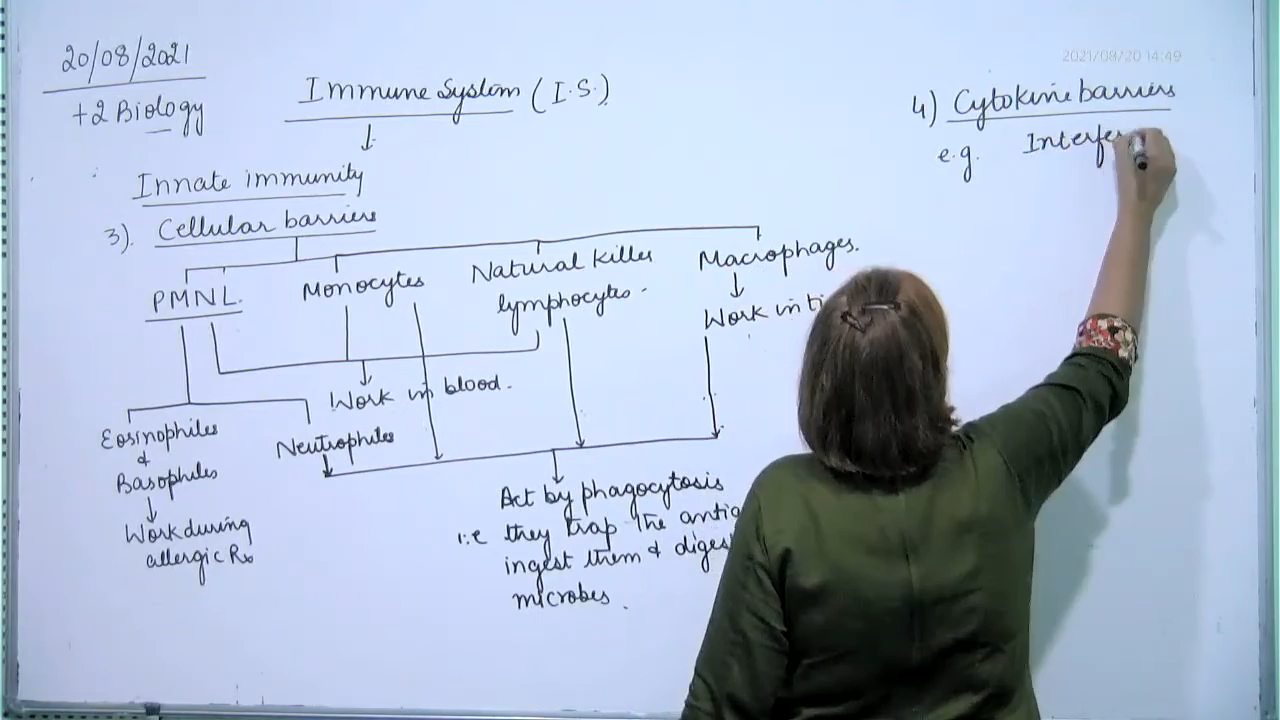 20/08/2021
+2 Biology
Immune System (I.S.)
Innate immunity
3). Cellular barriers
PMNL.
Monocytes
Natural Killer
lymphocytes.
Macrophages.
Work in
Work in blood.
Eosinophiles
&
Basophiles
Work during
allergic Rx
Neutrophiles
Act by phagocytosis
i.e they trap the
ingest them &
microbes.
2021/08/20 14:49
4) Cytokine barriers
e.g. Interfe